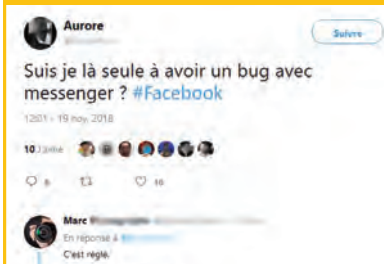 Aurore
Suivre
Suis je là seule à avoir un bug avec
messenger ? #Facebook
12:01 - 19 nov. 2018
10 J'aime
8 10
Marc
En réponse à
C'est réglé.